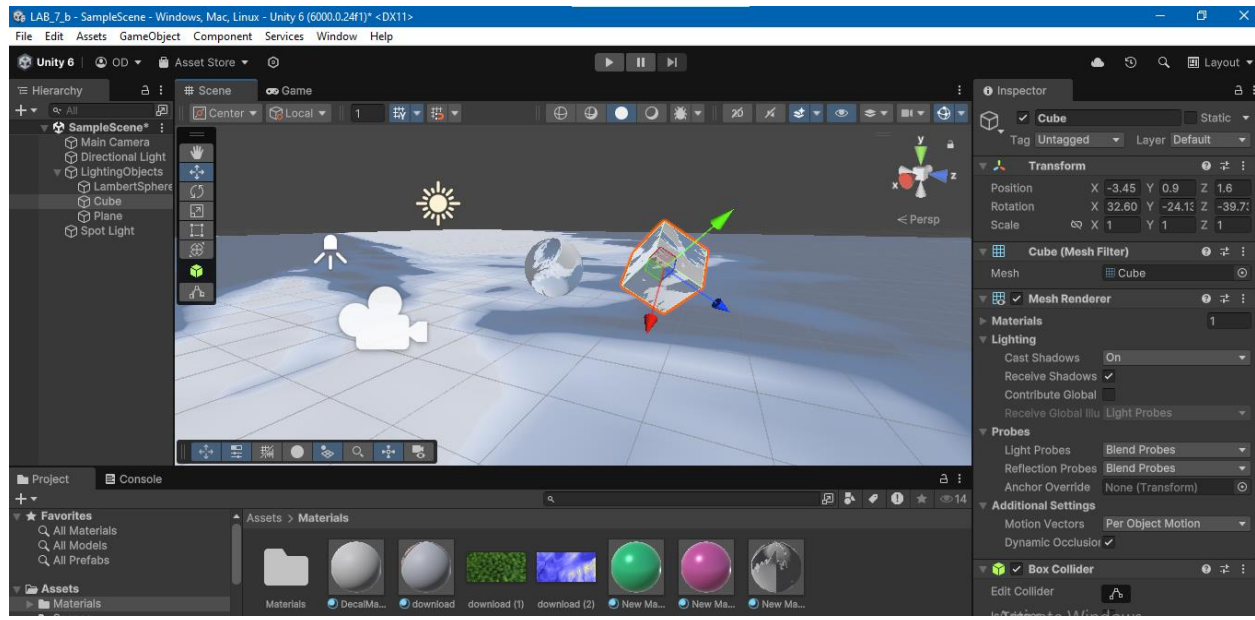 LAB_7_b - SampleScene - Windows, Mac, Linux - Unity 6 (6000.0.24f1)* <DX11>
File Edit Assets GameObject Component Services Window Help
Unity 6 OD Asset Store Layout
Hierarchy
All
SampleScene*
Main Camera
Directional Light
LightingObjects
LambertSphere
Cube
Plane
Spot Light
Scene Game
Center Local 1
y
x z
Persp
Inspector
Cube Static
Tag Untagged Layer Default
Transform
Position X -3.45 Y 0.9 Z 1.6
Rotation X 32.60 Y -24.13 Z -39.7
Scale X 1 Y 1 Z 1
Cube (Mesh Filter)
Mesh Cube
Mesh Renderer
Materials 1
Lighting
Cast Shadows On
Receive Shadows
Contribute Global
Receive Global Illu Light Probes
Probes
Light Probes Blend Probes
Reflection Probes Blend Probes
Anchor Override None (Transform)
Additional Settings
Motion Vectors Per Object Motion
Dynamic Occlusion
Box Collider
Edit Collider
Project Console
14
Favorites
All Materials
All Models
All Prefabs
Assets
Materials
Assets > Materials
Materials DecalMa... download download (1) download (2) New Ma... New Ma... New Ma...